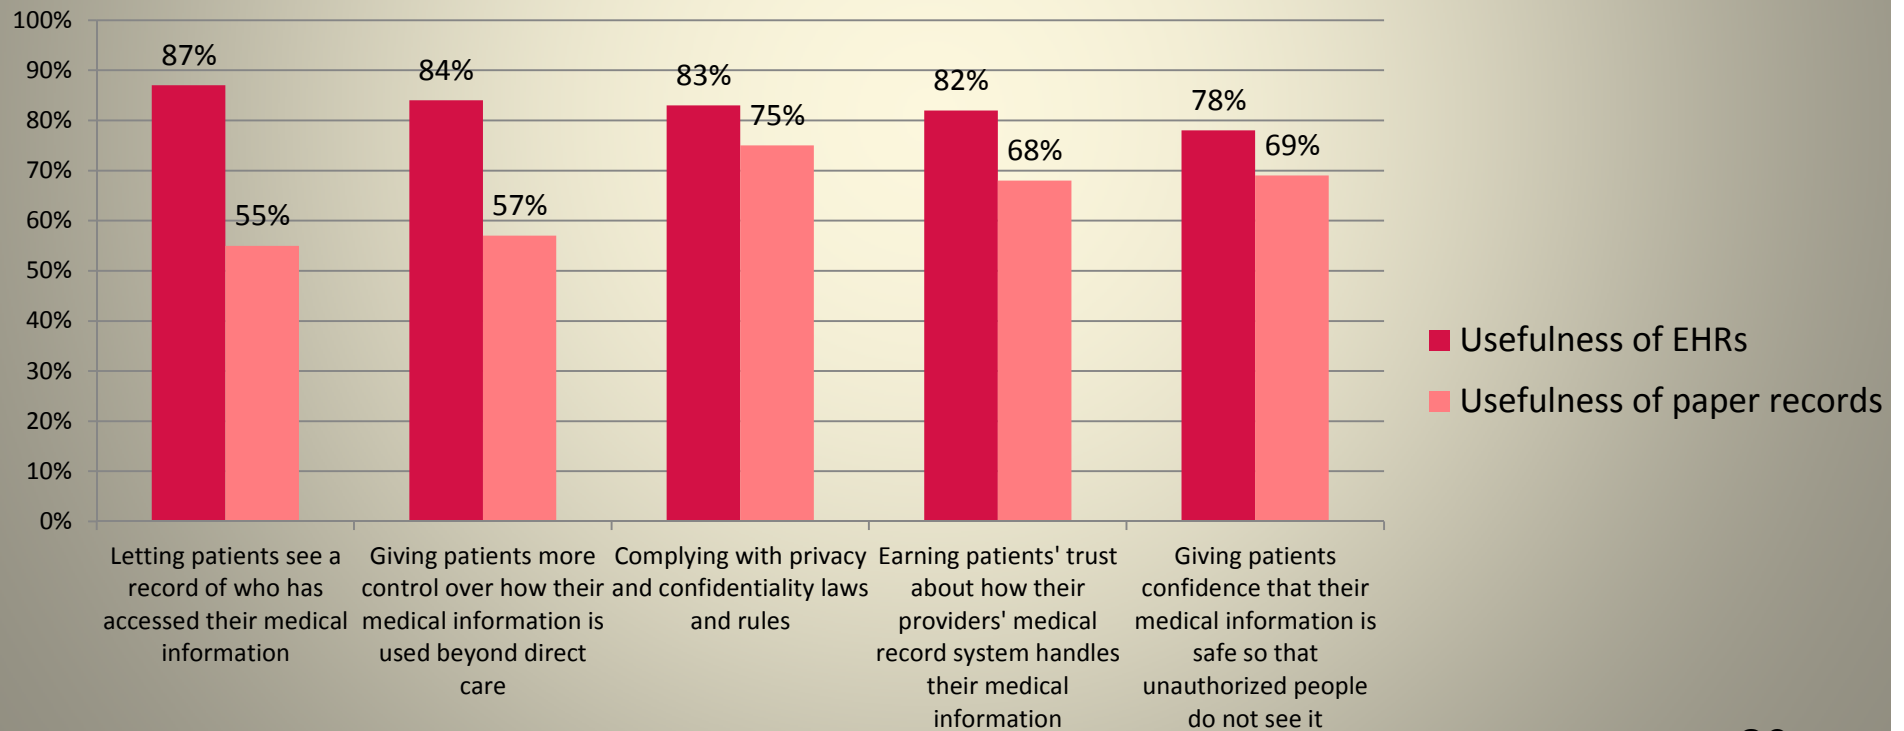 100%
90%
80%
70%
60%
50%
40%
30%
20%
10%
0%
87%
55%
84%
57%
83%
75%
82%
68%
78%
69%
Letting patients see a
record of who has
accessed their medical
information
Giving patients more
control over how their
medical information is
used beyond direct
care
Complying with privacy
and confidentiality laws
and rules
Earning patients' trust
about how their
providers' medical
record system handles
their medical
information
Giving patients
confidence that their
medical information is
safe so that
unauthorized people
do not see it
Usefulness of EHRs
Usefulness of paper records